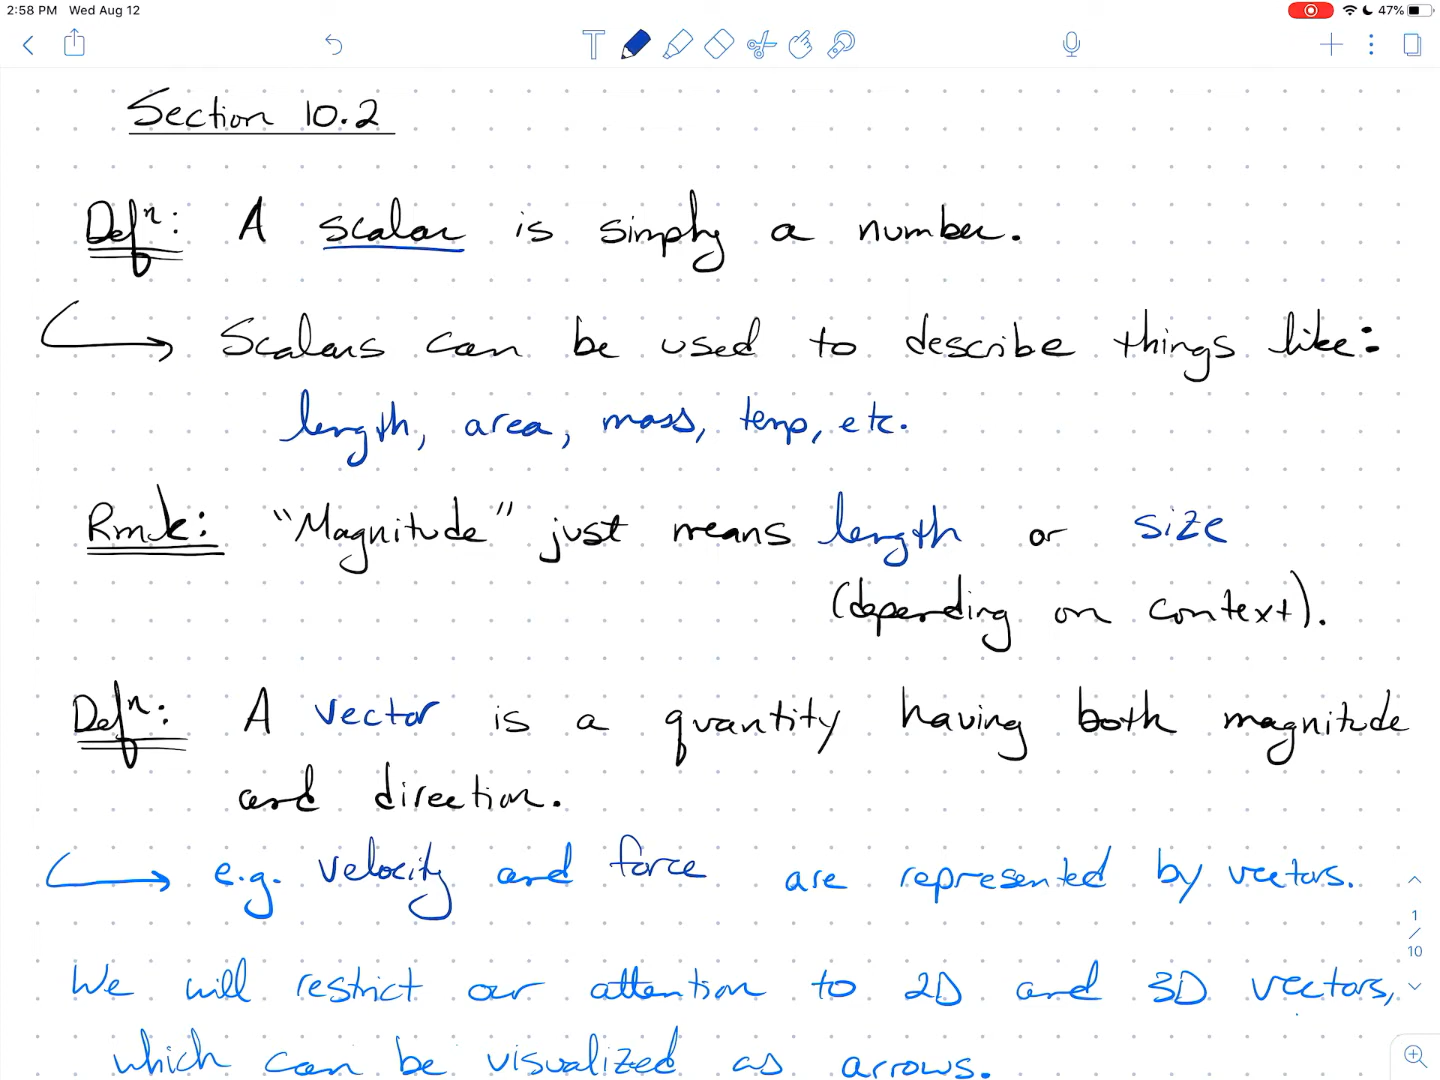 2:58 PM Wed Aug 12
47%
T
Section 10.2
Defⁿ: A scalar is simply a number.
Scalars can be used to describe things like:
length, area, mass, temp, etc.
Rmk: "Magnitude" just means length or size
(depending on context).
Defⁿ: A vector is a quantity having both magnitude
and direction.
e.g. velocity and force are represented by vectors.
1
/
10
We will restrict our attention to 2D and 3D vectors,
which can be visualized as arrows.